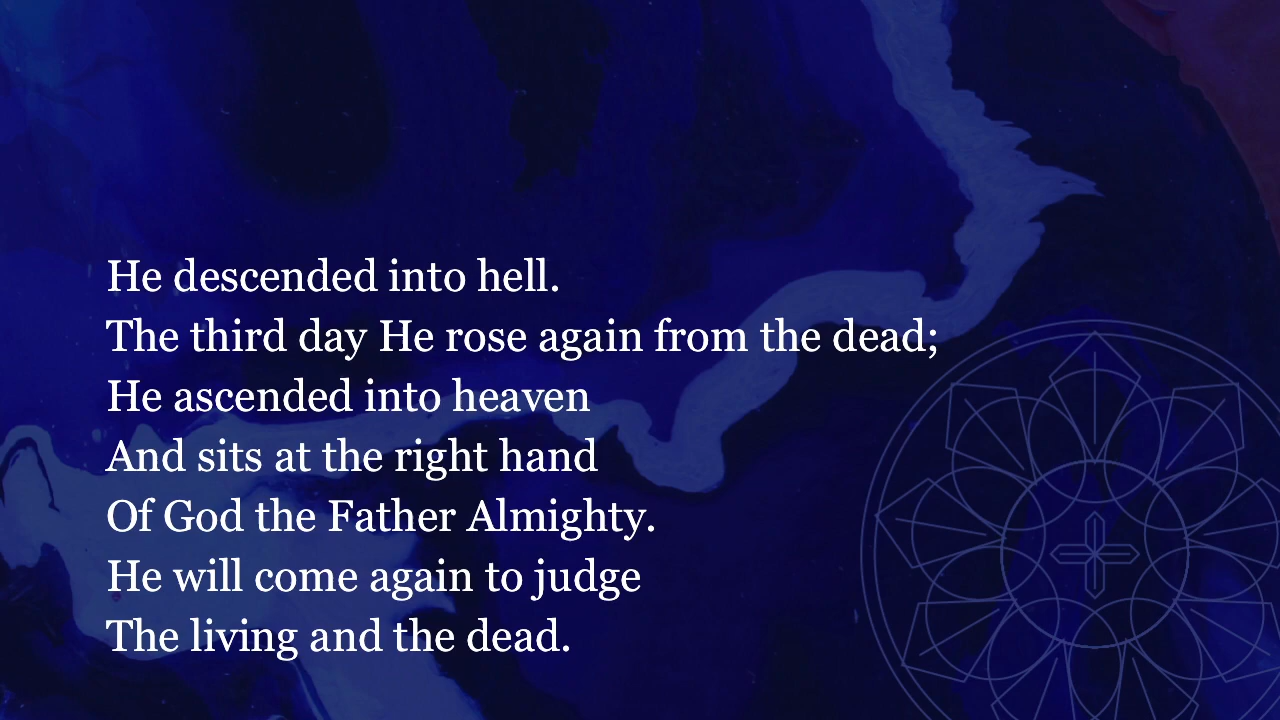 He descended into hell.
The third day He rose again from the dead;
He ascended into heaven
And sits at the right hand
Of God the Father Almighty.
He will come again to judge
The living and the dead.